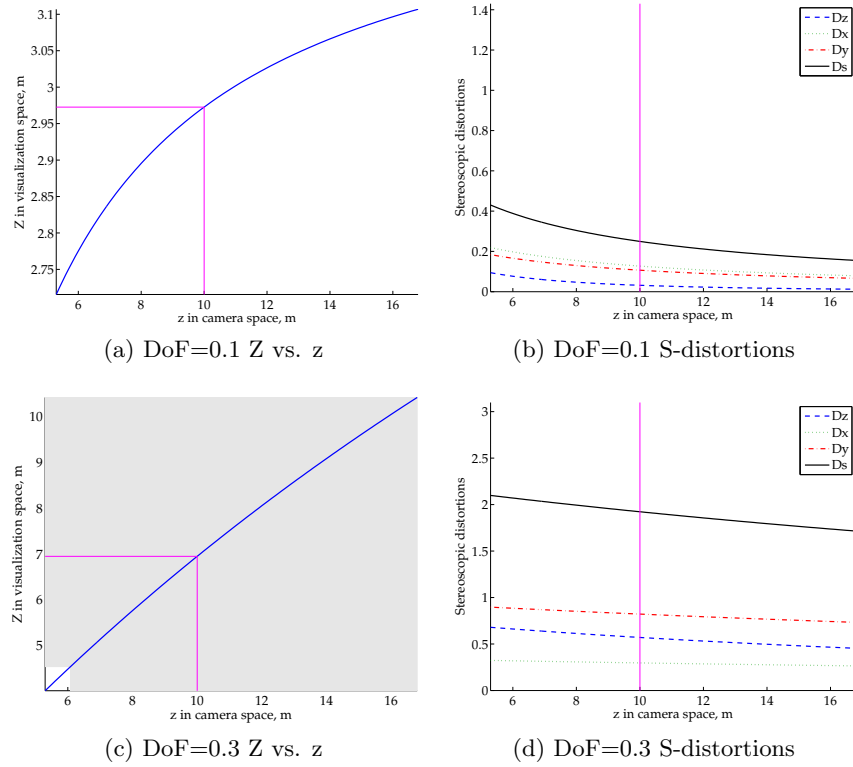 3.1
3.05
3
2.95
2.9
2.85
2.8
2.75
Z in visualization space, m
6 8 10 12 14 16
z in camera space, m
(a) DoF=0.1 Z vs. z
1.4
1.2
1
0.8
0.6
0.4
0.2
0
Stereoscopic distortions
Dz
Dx
Dy
Ds
6 8 10 12 14 16
z in camera space, m
(b) DoF=0.1 S-distortions
10
9
8
7
6
5
Z in visualization space, m
6 8 10 12 14 16
z in camera space, m
(c) DoF=0.3 Z vs. z
3
2.5
2
1.5
1
0.5
0
Stereoscopic distortions
Dz
Dx
Dy
Ds
6 8 10 12 14 16
z in camera space, m
(d) DoF=0.3 S-distortions